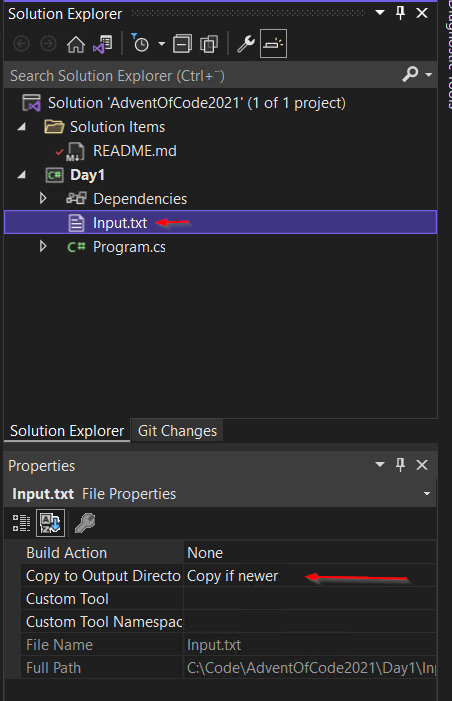 Solution Explorer
Search Solution Explorer (Ctrl+¨)
Solution 'AdventOfCode2021' (1 of 1 project)
Solution Items
README.md
C# Day1
Dependencies
Input.txt
C# Program.cs
Solution Explorer Git Changes
Properties
Input.txt File Properties
Build Action None
Copy to Output Directo Copy if newer
Custom Tool
Custom Tool Namespac
File Name Input.txt
Full Path C:\Code\AdventOfCode2021\Day1\Inp
Diagnostic Tools